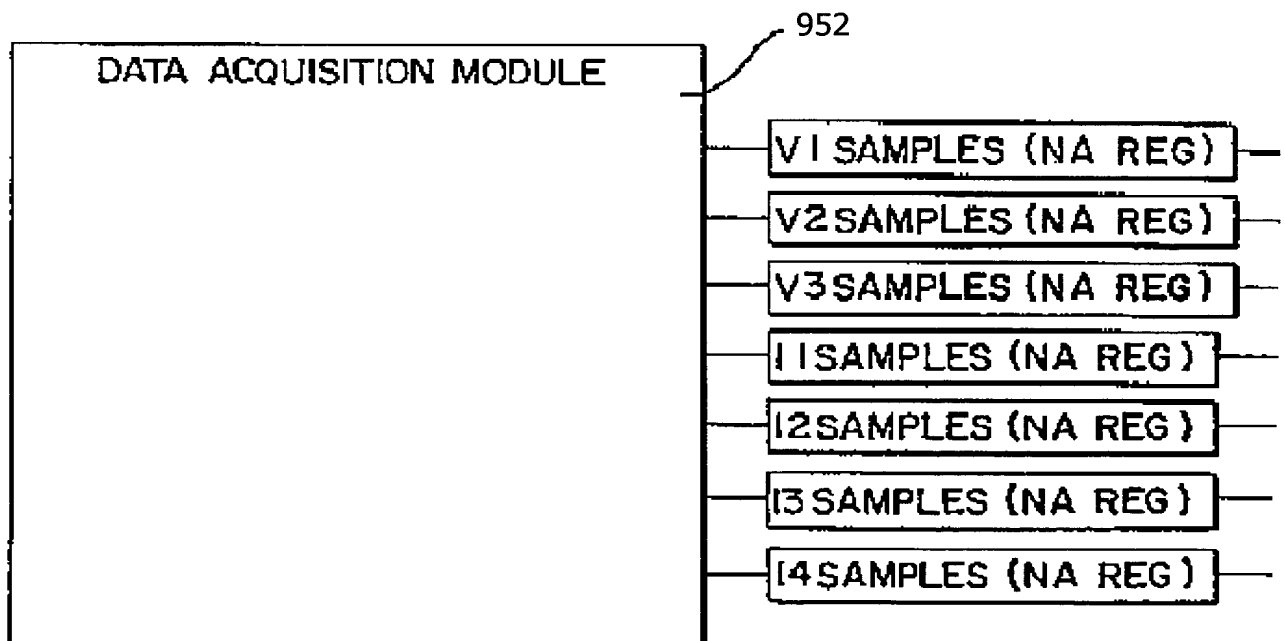 952
DATA ACQUISITION MODULE
V1 SAMPLES (NA REG)
V2 SAMPLES (NA REG)
V3 SAMPLES (NA REG)
I1 SAMPLES (NA REG)
I2 SAMPLES (NA REG)
I3 SAMPLES (NA REG)
I4 SAMPLES (NA REG)